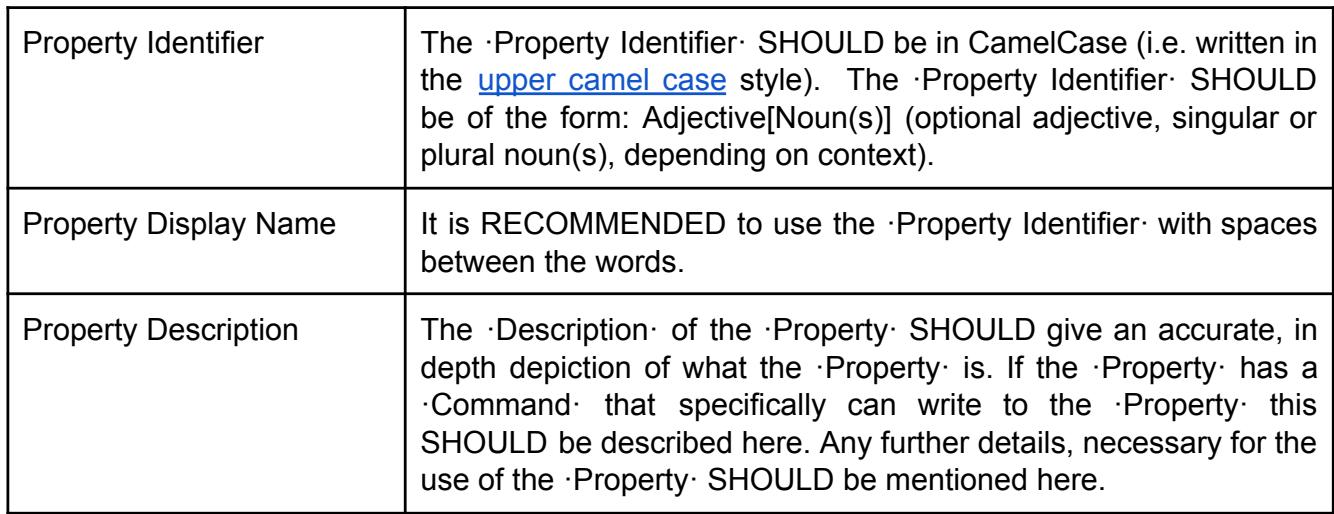 Property Identifier
The ·Property Identifier· SHOULD be in CamelCase (i.e. written in
the upper camel case style). The ·Property Identifier· SHOULD
be of the form: Adjective[Noun(s)] (optional adjective, singular or
plural noun(s), depending on context).
Property Display Name
It is RECOMMENDED to use the ·Property Identifier· with spaces
between the words.
Property Description
The ·Description· of the ·Property· SHOULD give an accurate, in
depth depiction of what the ·Property· is. If the ·Property· has a
·Command· that specifically can write to the ·Property· this
SHOULD be described here. Any further details, necessary for the
use of the ·Property· SHOULD be mentioned here.